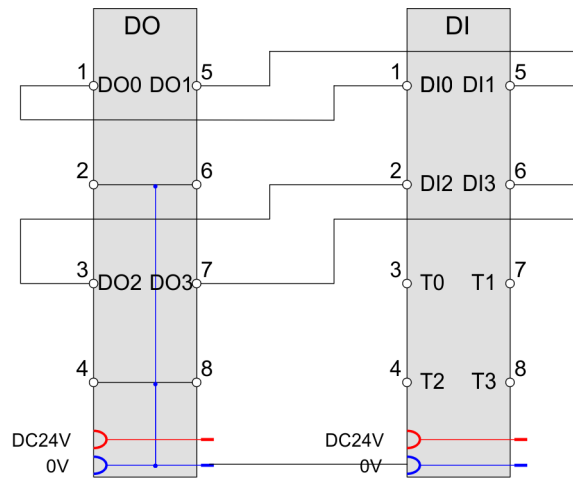 DO DI
1 DO0 DO1 5 1 DI0 DI1 5
2 6 2 DI2 DI3 6
3 DO2 DO3 7 3 T0 T1 7
4 8 4 T2 T3 8
DC24V DC24V
0V 0V